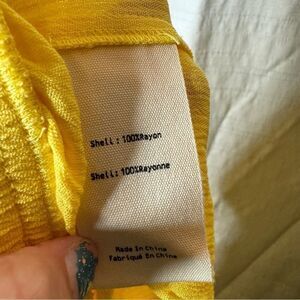 Shell: 100%Rayon
Shell: 100%Rayonne
Made In China
Fabriqué En Chine